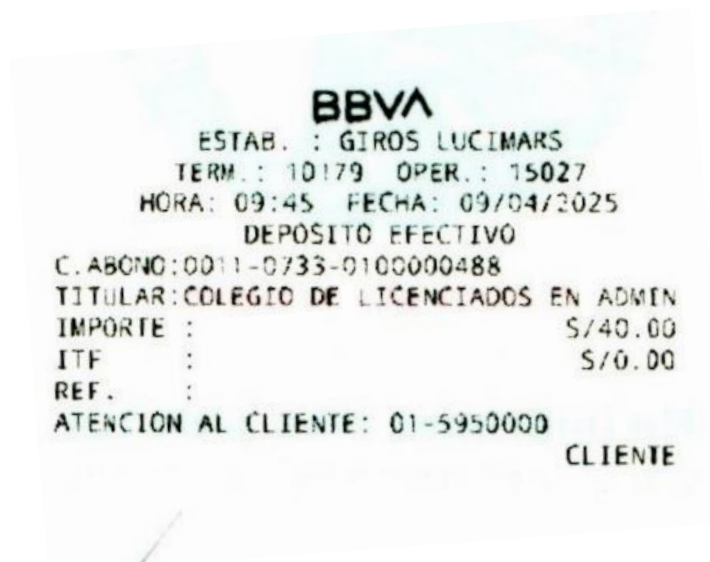 BBVA
ESTAB. : GIROS LUCIMARS
TERM.: 10179 OPER.: 15027
HORA: 09:45 FECHA: 09/04/2025
DEPOSITO EFECTIVO
C.ABONO:0011-0733-0100000488
TITULAR:COLEGIO DE LICENCIADOS EN ADMIN
IMPORTE : S/40.00
ITF : S/0.00
REF. :
ATENCION AL CLIENTE: 01-5950000
CLIENTE